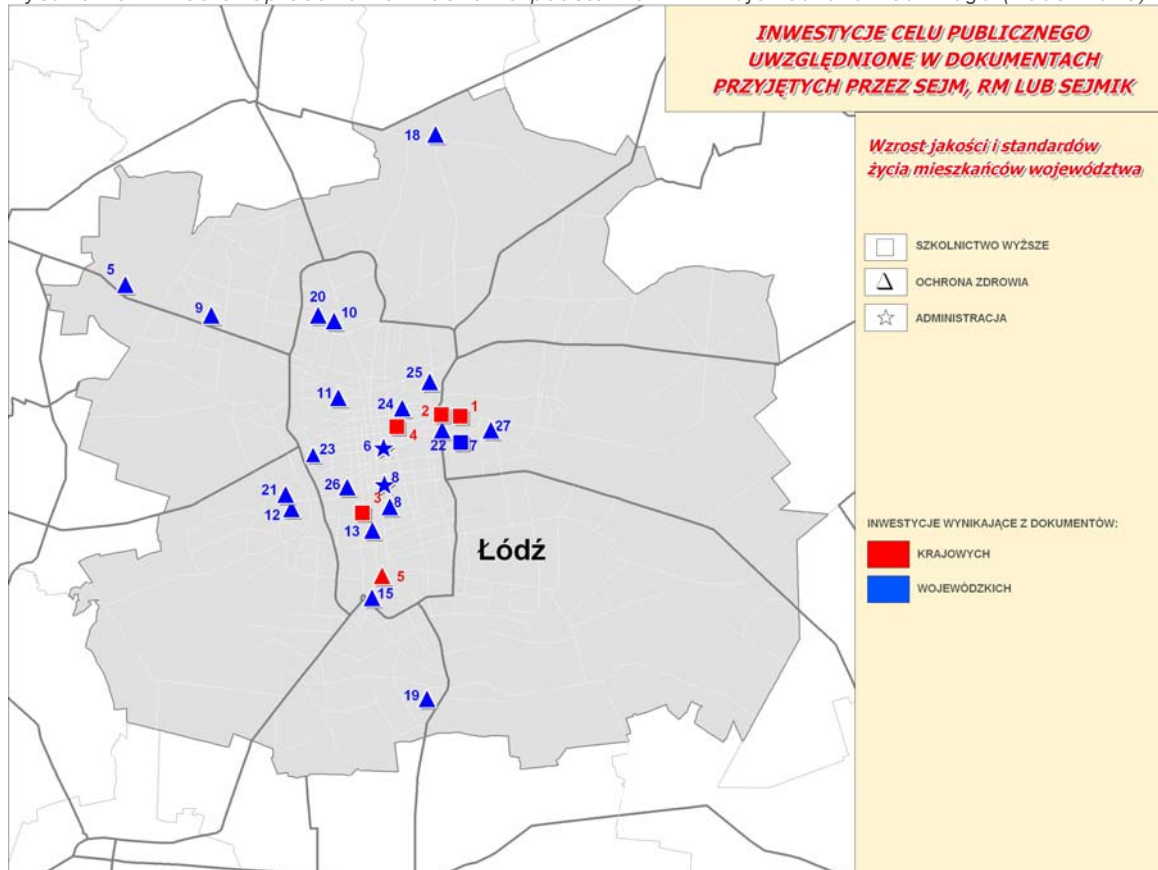 INWESTYCJE CELU PUBLICZNEGO
UWZGLĘDNIONE W DOKUMENTACH
PRZYJĘTYCH PRZEZ SEJM, RM LUB SEJMIK
Wzrost jakości i standardów
życia mieszkańców województwa
SZKOLNICTWO WYŻSZE
OCHRONA ZDROWIA
ADMINISTRACJA
INWESTYCJE WYNIKAJĄCE Z DOKUMENTÓW:
KRAJOWYCH
WOJEWÓDZKICH
18
5
9
20
10
25
11
24
2
1
4
22
7
27
6
23
8
26
3
8
21
12
13
Łódź
5
15
19